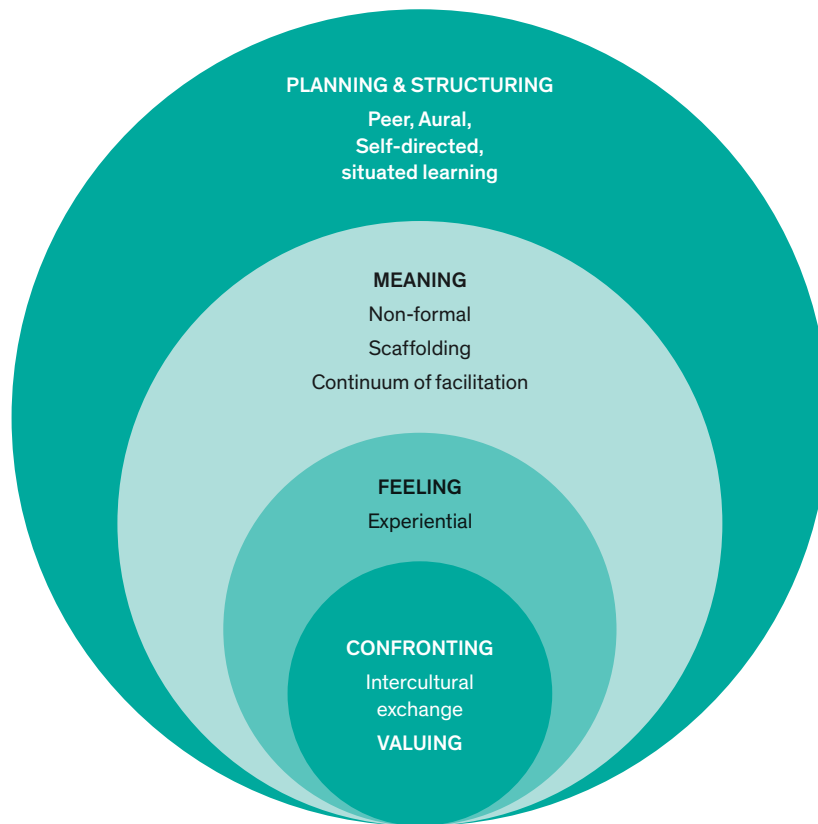 PLANNING & STRUCTURING
Peer, Aural,
Self-directed,
situated learning
MEANING
Non-formal
Scaffolding
Continuum of facilitation
FEELING
Experiential
CONFRONTING
Intercultural
exchange
VALUING